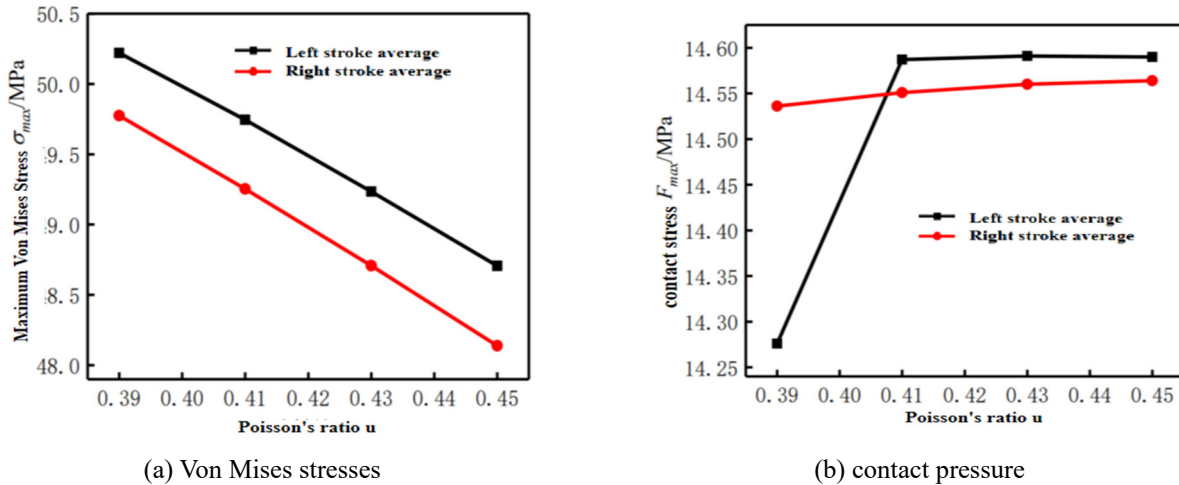 50.5
50.0
9.5
9.0
8.5
48.0
Maximum Von Mises Stress σmax/MPa
Left stroke average
Right stroke average
0.39 0.40 0.41 0.42 0.43 0.44 0.45
Poisson's ratio u
(a) Von Mises stresses
14.60
14.55
14.50
14.45
14.40
14.35
14.30
14.25
contact stress Fmax/MPa
Left stroke average
Right stroke average
0.39 0.40 0.41 0.42 0.43 0.44 0.45
Poisson's ratio u
(b) contact pressure